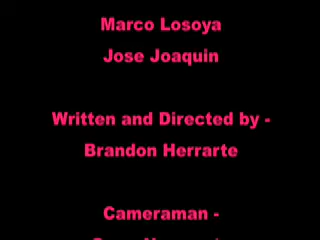 Marco Losoya
Jose Joaquin
Written and Directed by -
Brandon Herrarte
Cameraman -